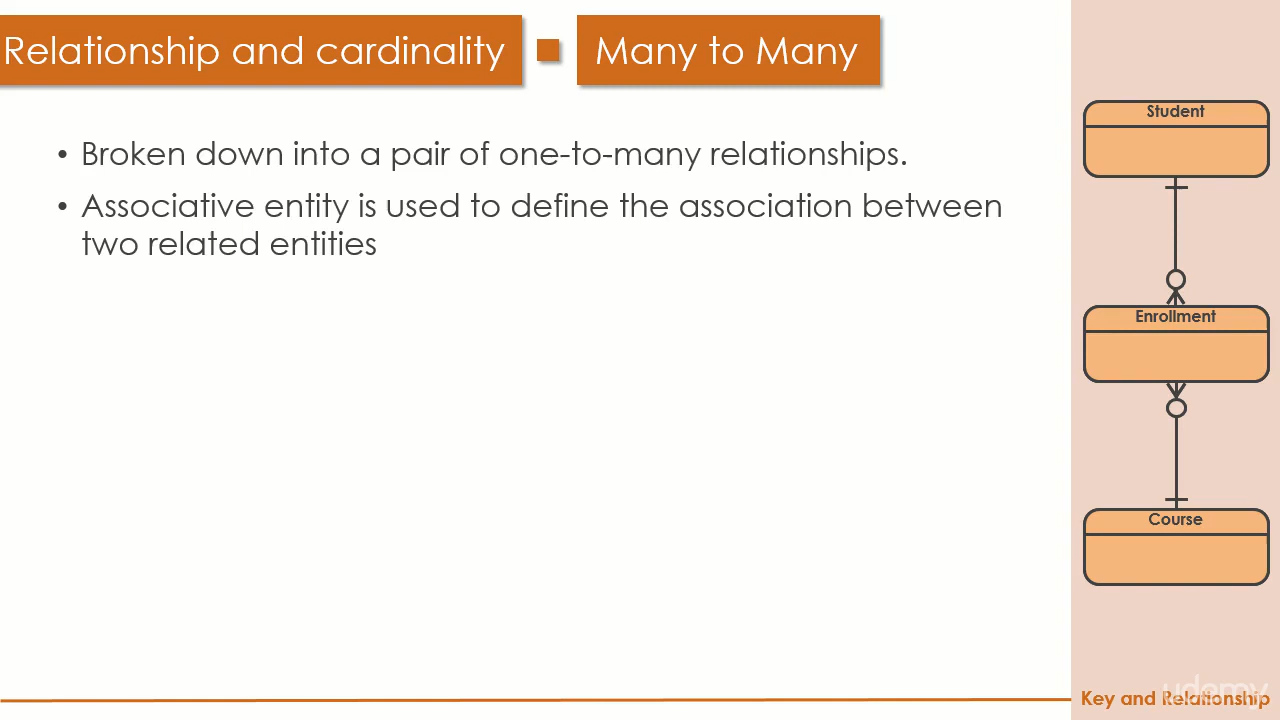 Relationship and cardinality
Many to Many
• Broken down into a pair of one-to-many relationships.
• Associative entity is used to define the association between
two related entities
Student
Enrollment
Course
Key and Relationship
udemy